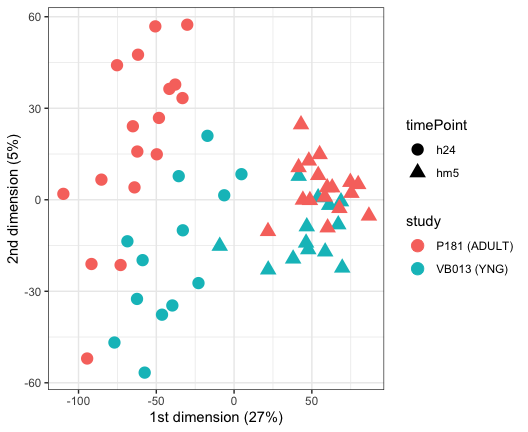 60
30
0
-30
-60
-100
-50
0
50
1st dimension (27%)
2nd dimension (5%)
timePoint
h24
hm5
study
P181 (ADULT)
VB013 (YNG)